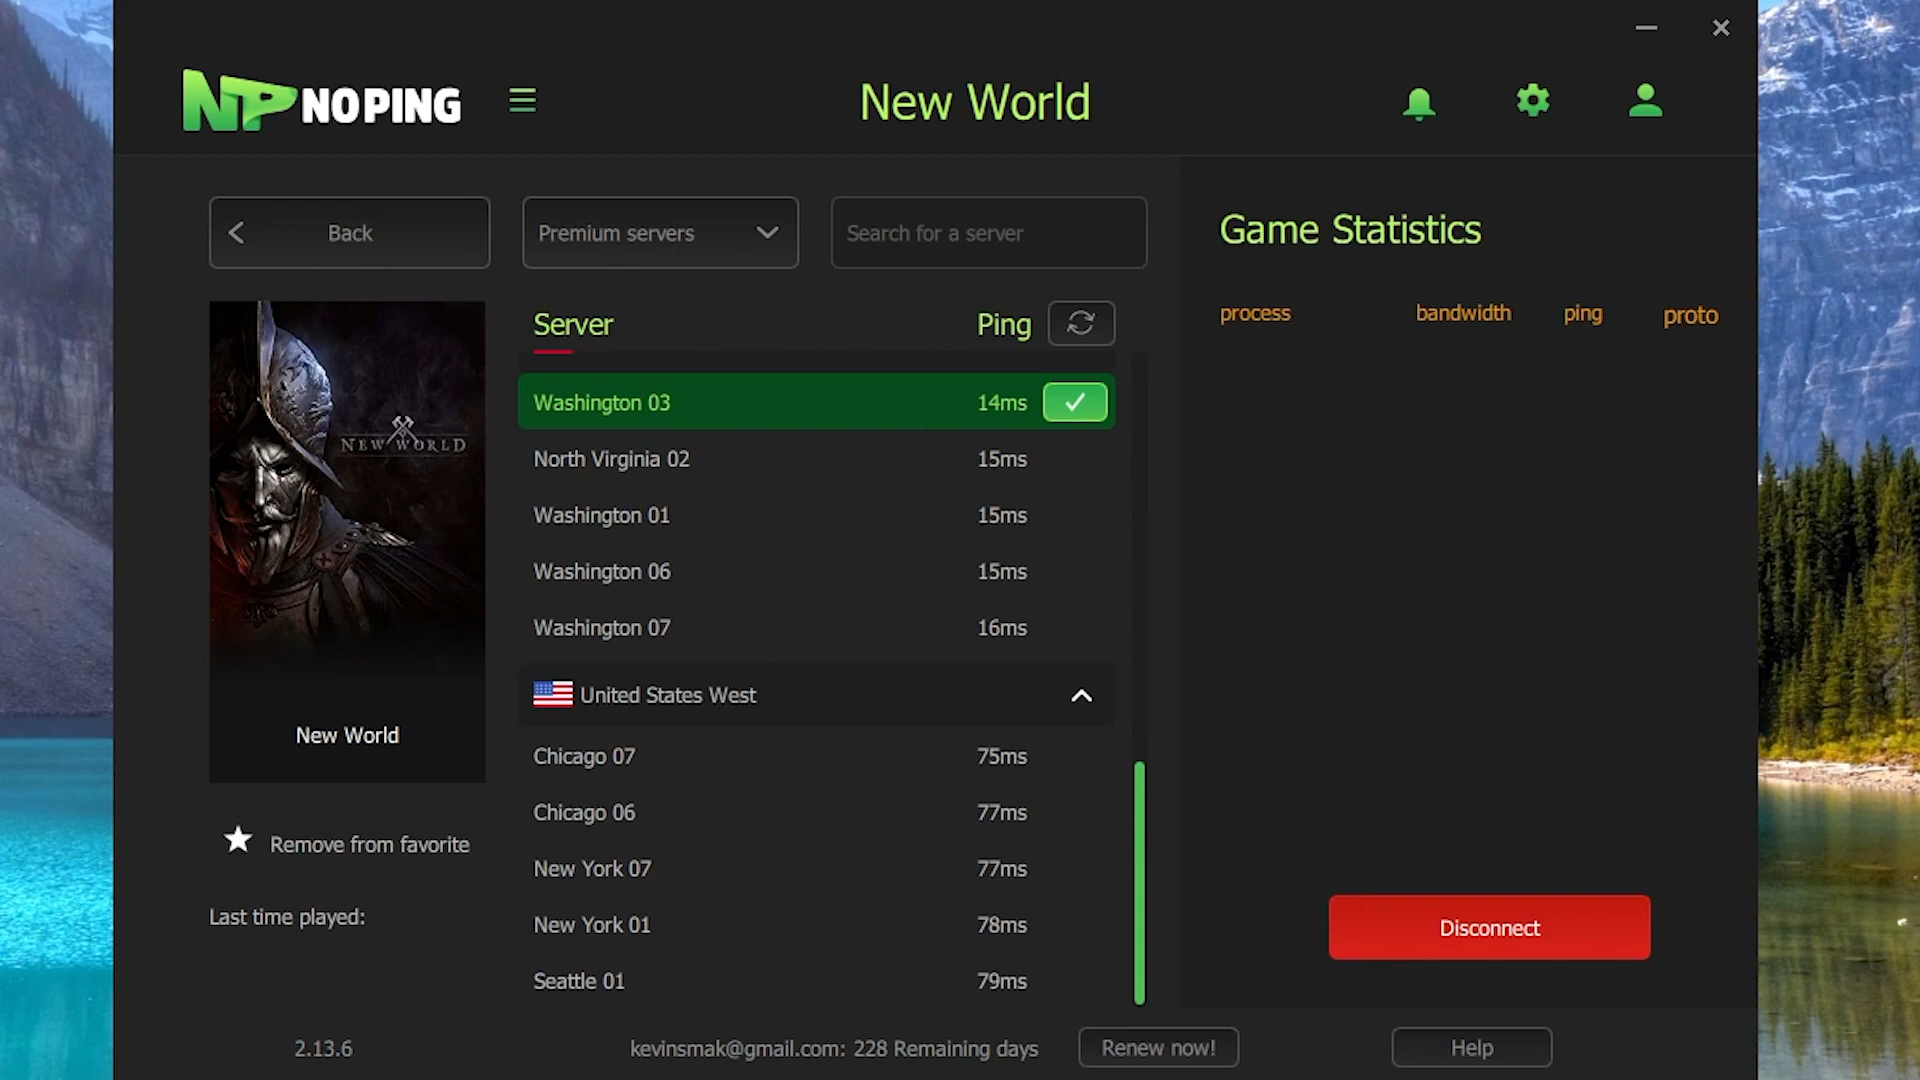 NP NOPING
New World
Back
Premium servers
Search for a server
Game Statistics
Server Ping
process bandwidth ping proto
Washington 03 14ms
North Virginia 02 15ms
Washington 01 15ms
Washington 06 15ms
Washington 07 16ms
United States West
Chicago 07 75ms
Chicago 06 77ms
New York 07 77ms
New York 01 78ms
Seattle 01 79ms
NEW WORLD
New World
Remove from favorite
Last time played:
Disconnect
2.13.6
kevinsmak@gmail.com: 228 Remaining days
Renew now!
Help